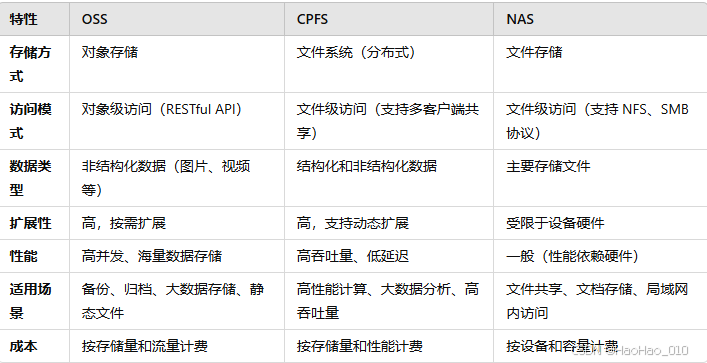 特性 OSS CPFS NAS
存储方 对象存储 文件系统（分布式） 文件存储
式
访问模 对象级访问（RESTful API） 文件级访问（支持多客户端共 文件级访问（支持 NFS、SMB
式 享） 协议）
数据类 非结构化数据（图片、视频 结构化和非结构化数据 主要存储文件
型 等）
扩展性 高，按需扩展 高，支持动态扩展 受限于设备硬件
性能 高并发、海量数据存储 高吞吐量、低延迟 一般（性能依赖硬件）
适用场 备份、归档、大数据存储、静 高性能计算、大数据分析、高 文件共享、文档存储、局域网
景 态文件 吞吐量 内访问
成本 按存储量和流量计费 按存储量和性能计费 按设备和容量计费
CSDN @HaoHao_010